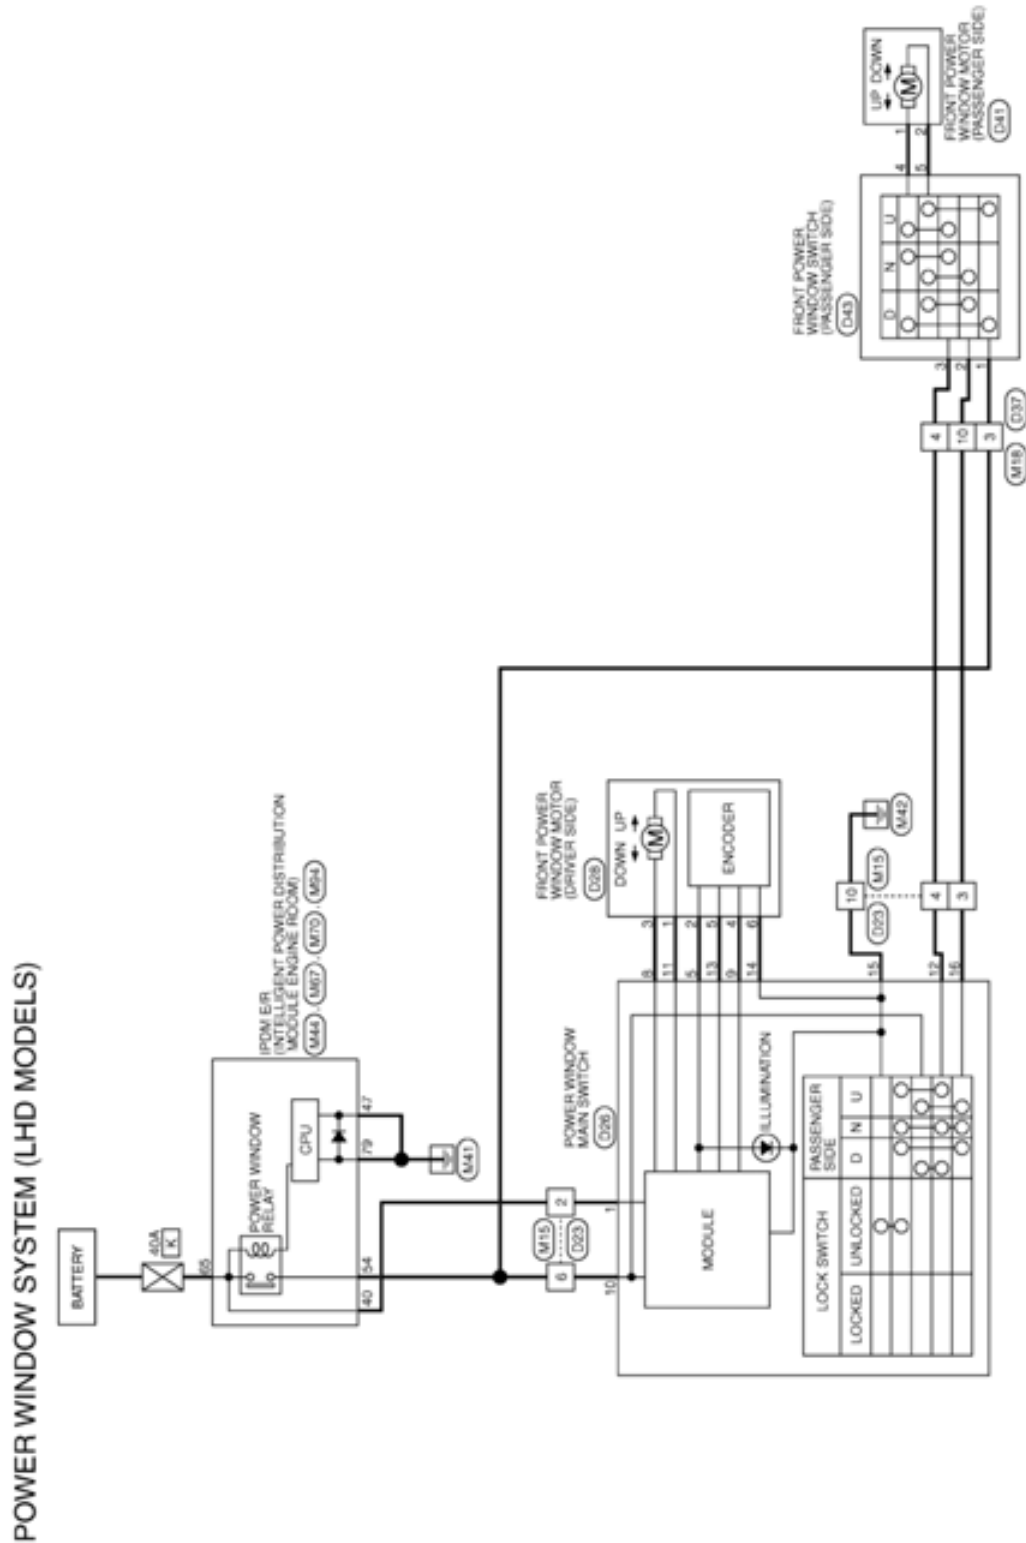 POWER WINDOW SYSTEM (LHD MODELS)
BATTERY
40A
K
65
POWER WINDOW
RELAY
CPU
IPDM E/R
(INTELLIGENT POWER DISTRIBUTION
MODULE ENGINE ROOM)
M44 , M67 , M70 , M94
40
54
79
47
M41
M15
6
2
D23
10
1
POWER WINDOW
MAIN SWITCH
D26
MODULE
ILLUMINATION
LOCK SWITCH
PASSENGER
SIDE
LOCKED
UNLOCKED
D
N
U
8
11
5
13
9
14
15
12
16
3
1
2
5
4
6
FRONT POWER
WINDOW MOTOR
(DRIVER SIDE)
D28
DOWN UP
M
ENCODER
10
D23
M15
4
3
M42
4
10
3
M18
D37
3
2
1
FRONT POWER
WINDOW SWITCH
(PASSENGER SIDE)
D43
D
N
U
4
5
1
2
UP DOWN
M
FRONT POWER
WINDOW MOTOR
(PASSENGER SIDE)
D41